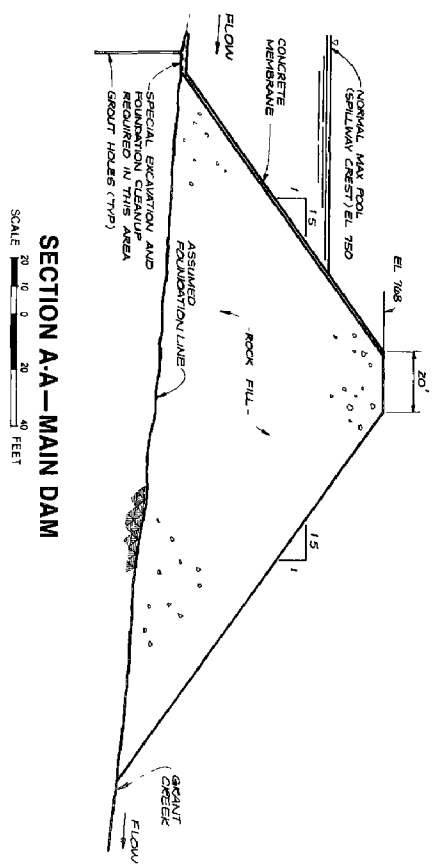 NORMAL MAX POOL
(SPILLWAY CREST) EL 750
EL 768
20'
CONCRETE
MEMBRANE
1
1 5
1 5
1
FLOW
- ROCK FILL -
ASSUMED
FOUNDATION LINE
SPECIAL EXCAVATION AND
FOUNDATION CLEANUP
REQUIRED IN THIS AREA
GROUT HOLES (TYP)
GRANT
CREEK
FLOW
SECTION A-A—MAIN DAM
SCALE 20 10 0 20 40 FEET